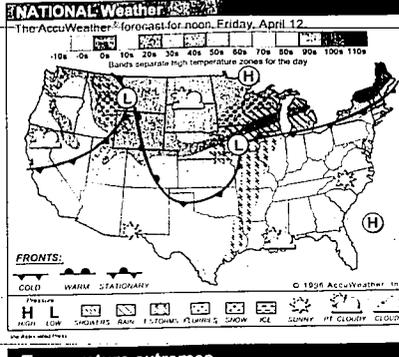 NATIONAL Weather
The AccuWeather® forecast for noon, Friday, April 12.
-10s -0s 0s 10s 20s 30s 40s 50s 60s 70s 80s 90s 100s 110s
Bands separate high temperature zones for the day
H
L
L
H
FRONTS:
COLD WARM STATIONARY
© 1996 AccuWeather, In
Pressure
H L
HIGH LOW SHOWERS RAIN T-STORMS FLURRIES SNOW ICE SUNNY PT. CLOUDY CLOUD